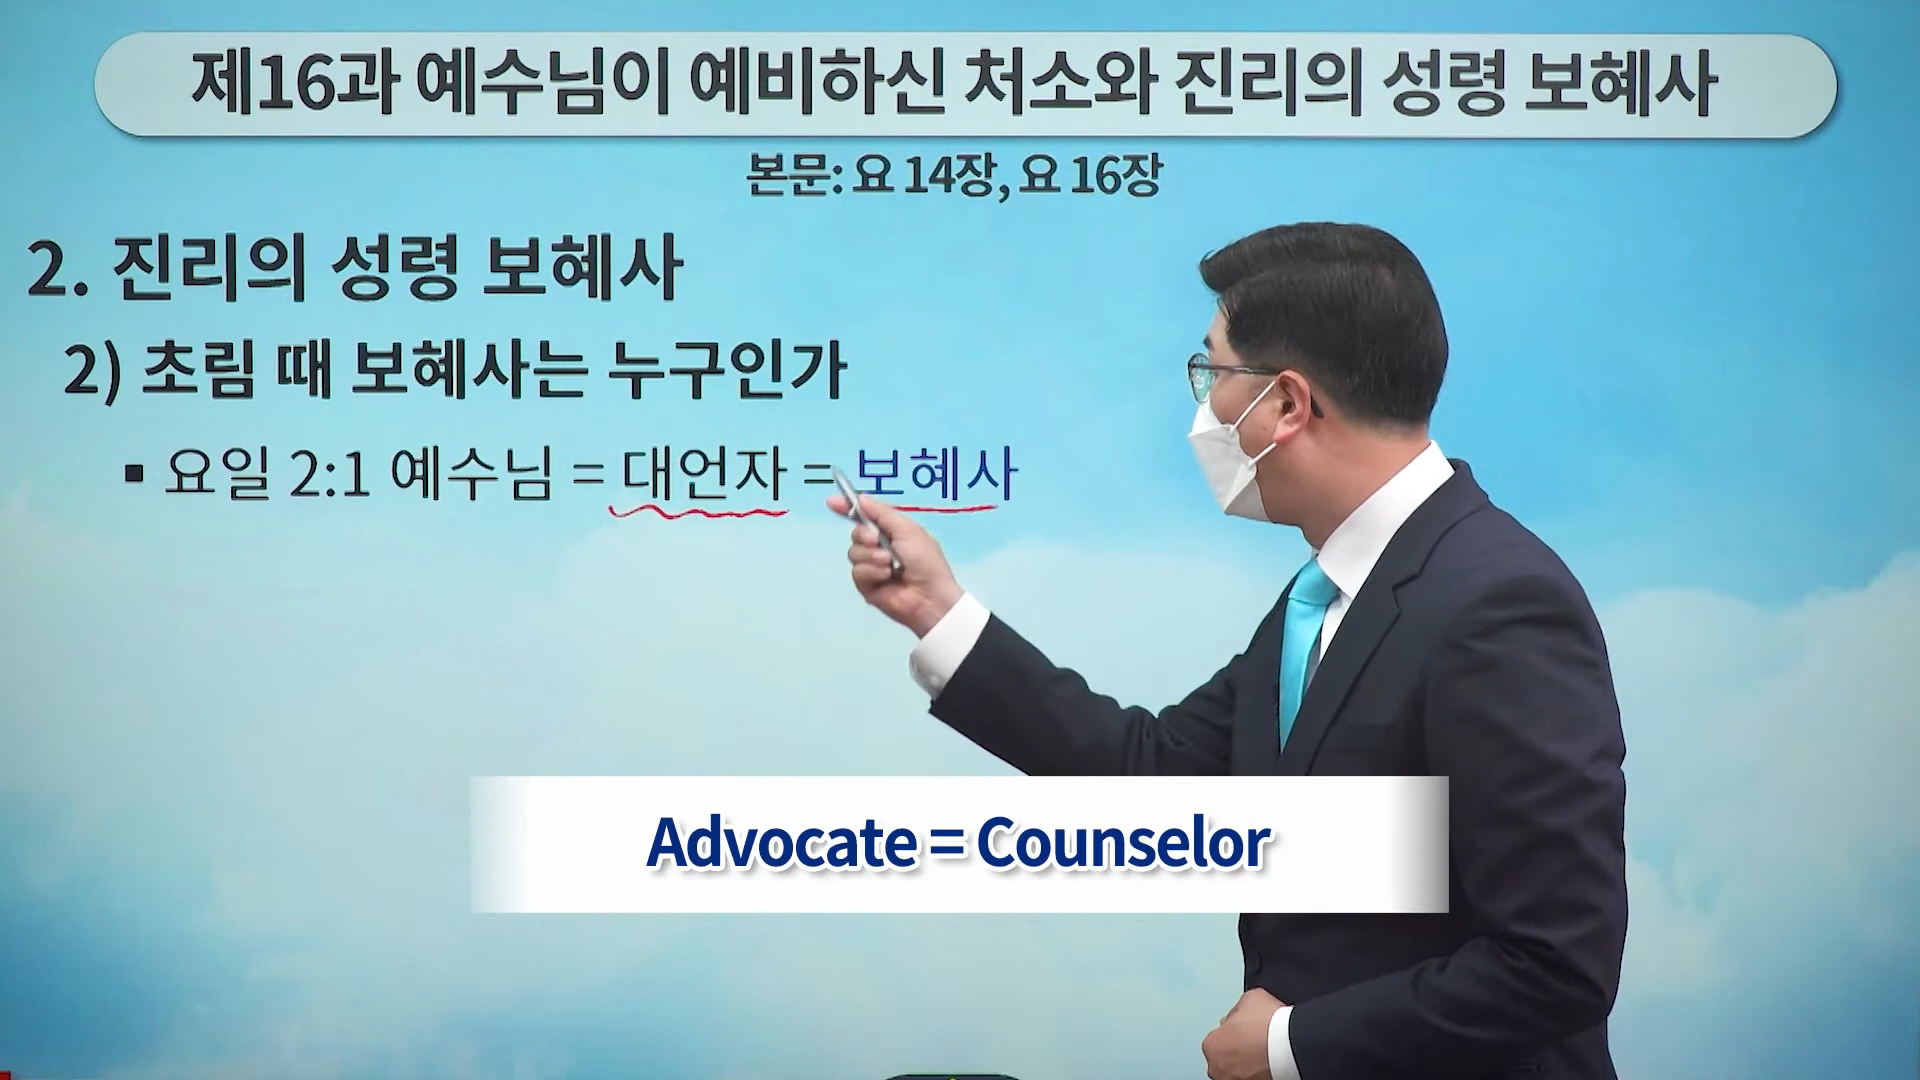 제16과 예수님이 예비하신 처소와 진리의 성령 보혜사
본문: 요 14장, 요 16장
2. 진리의 성령 보혜사
2) 초림 때 보혜사는 누구인가
▪ 요일 2:1 예수님 = 대언자 = 보혜사
Advocate = Counselor